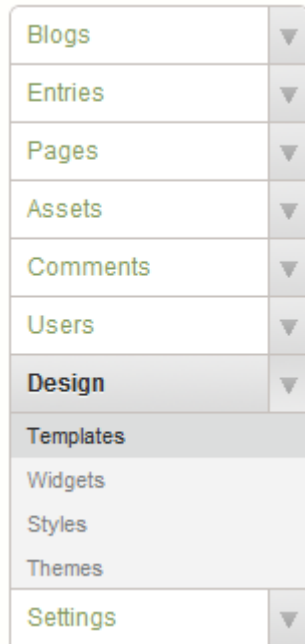 Blogs
Entries
Pages
Assets
Comments
Users
Design
Templates
Widgets
Styles
Themes
Settings